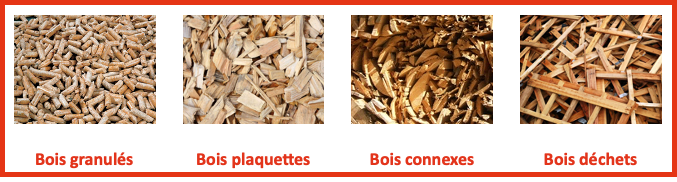 Bois granulés
Bois plaquettes
Bois connexes
Bois déchets